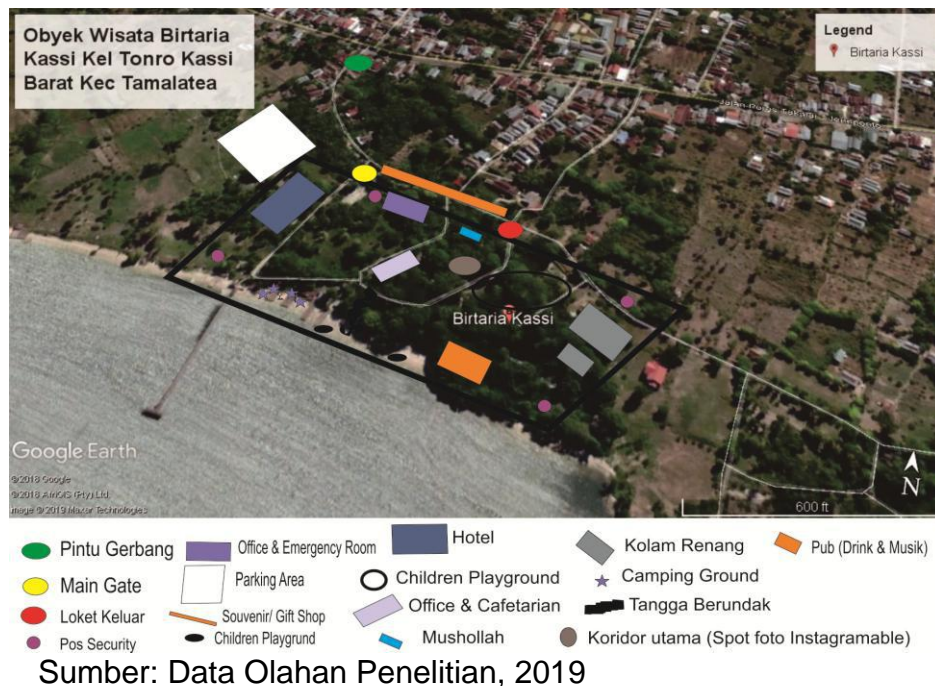 Obyek Wisata Birtaria
Kassi Kel Tonro Kassi
Barat Kec Tamalatea
Legend
Birtaria Kassi
Birtaria Kassi
Google Earth
©2018 Google
600 ft
N
Pintu Gerbang
Office & Emergency Room
Hotel
Kolam Renang
Pub (Drink & Musik)
Main Gate
Parking Area
Children Playground
Camping Ground
Loket Keluar
Souvenir/ Gift Shop
Office & Cafetarian
Tangga Berundak
Pos Security
Children Playgrund
Mushollah
Koridor utama (Spot foto Instagramable)
Sumber: Data Olahan Penelitian, 2019